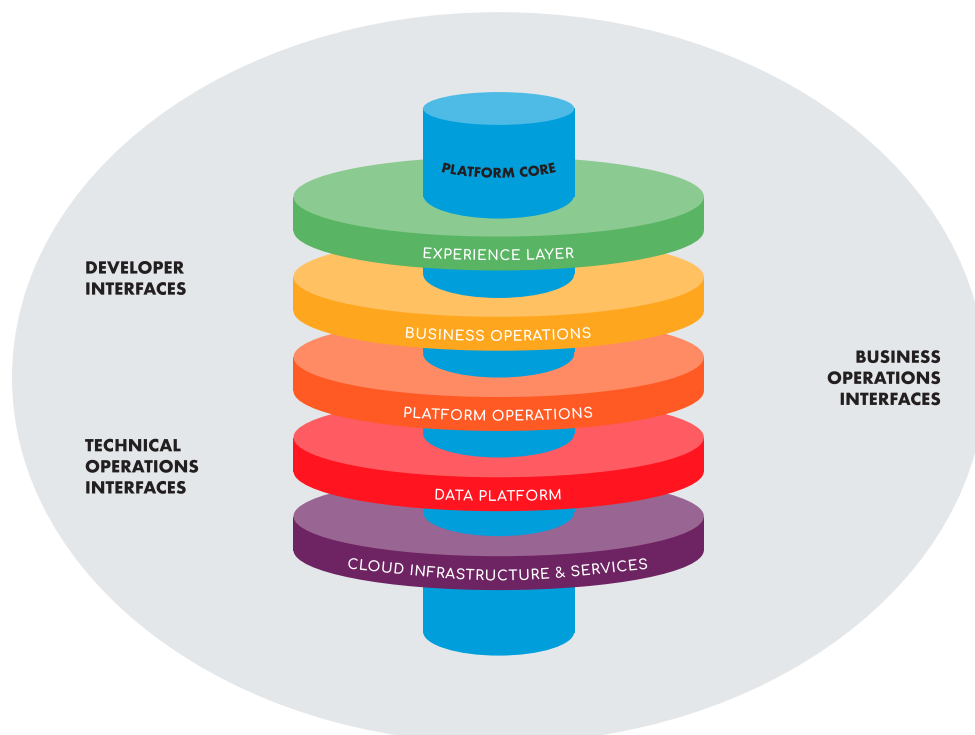 PLATFORM CORE
EXPERIENCE LAYER
DEVELOPER
INTERFACES
BUSINESS OPERATIONS
BUSINESS
OPERATIONS
INTERFACES
PLATFORM OPERATIONS
TECHNICAL
OPERATIONS
INTERFACES
DATA PLATFORM
CLOUD INFRASTRUCTURE & SERVICES